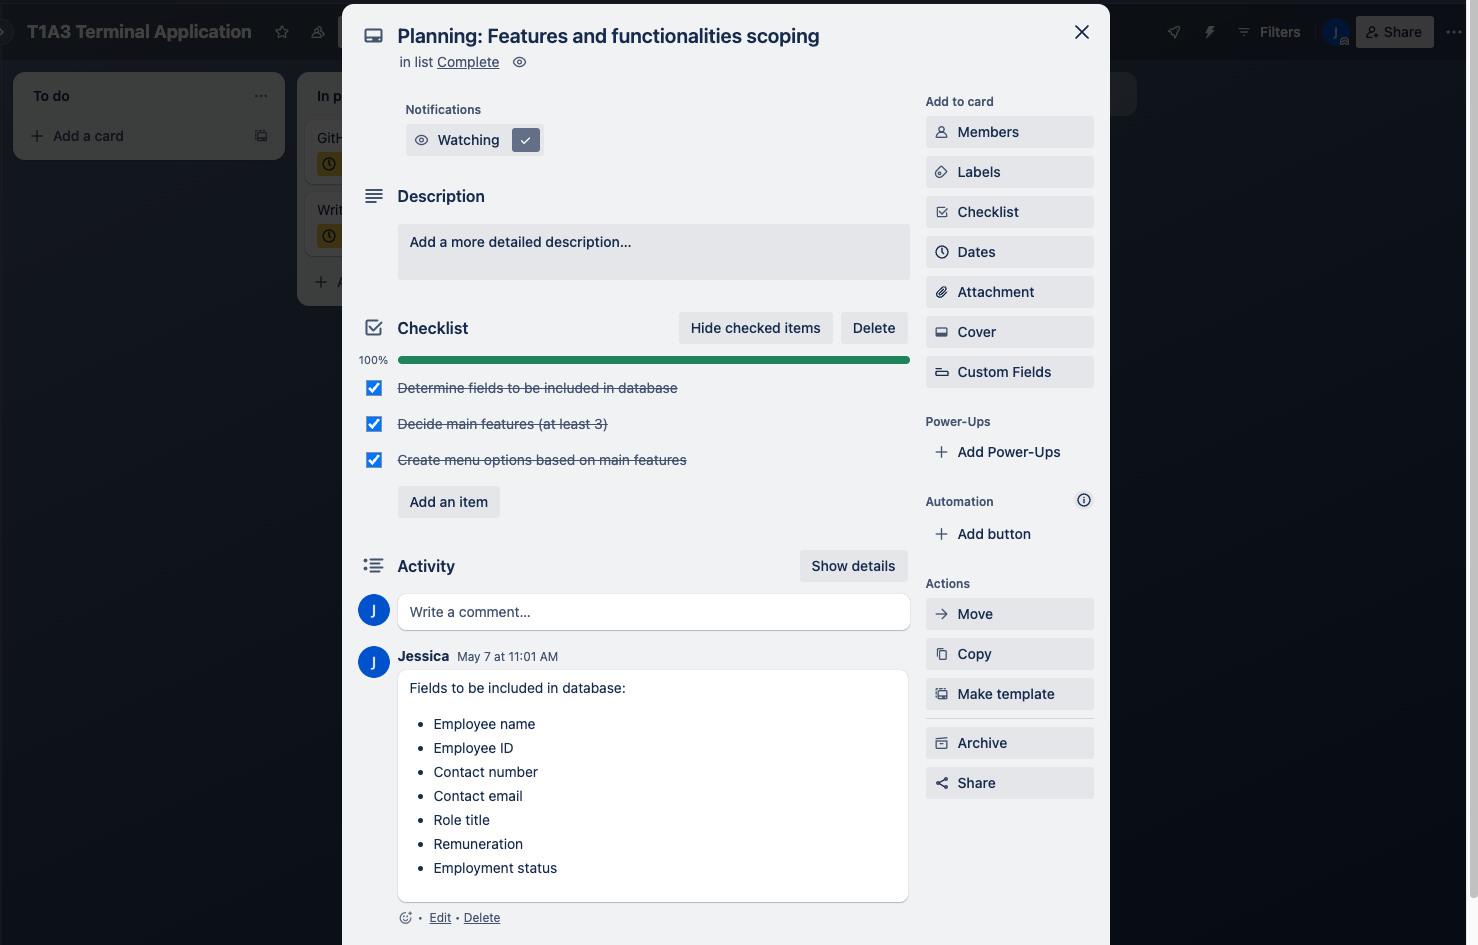 T1A3 Terminal Application
J
Filters
Share
To do
Add a card
In p
GitH
Writ
Planning: Features and functionalities scoping
in list Complete
Notifications
Watching
Description
Add a more detailed description...
Checklist
Hide checked items
Delete
100%
Determine fields to be included in database
Decide main features (at least 3)
Create menu options based on main features
Add an item
Activity
Show details
J
Write a comment...
J
Jessica May 7 at 11:01 AM
Fields to be included in database:
• Employee name
• Employee ID
• Contact number
• Contact email
• Role title
• Remuneration
• Employment status
• Edit • Delete
Add to card
Members
Labels
Checklist
Dates
Attachment
Cover
Custom Fields
Power-Ups
Add Power-Ups
Automation
Add button
Actions
Move
Copy
Make template
Archive
Share